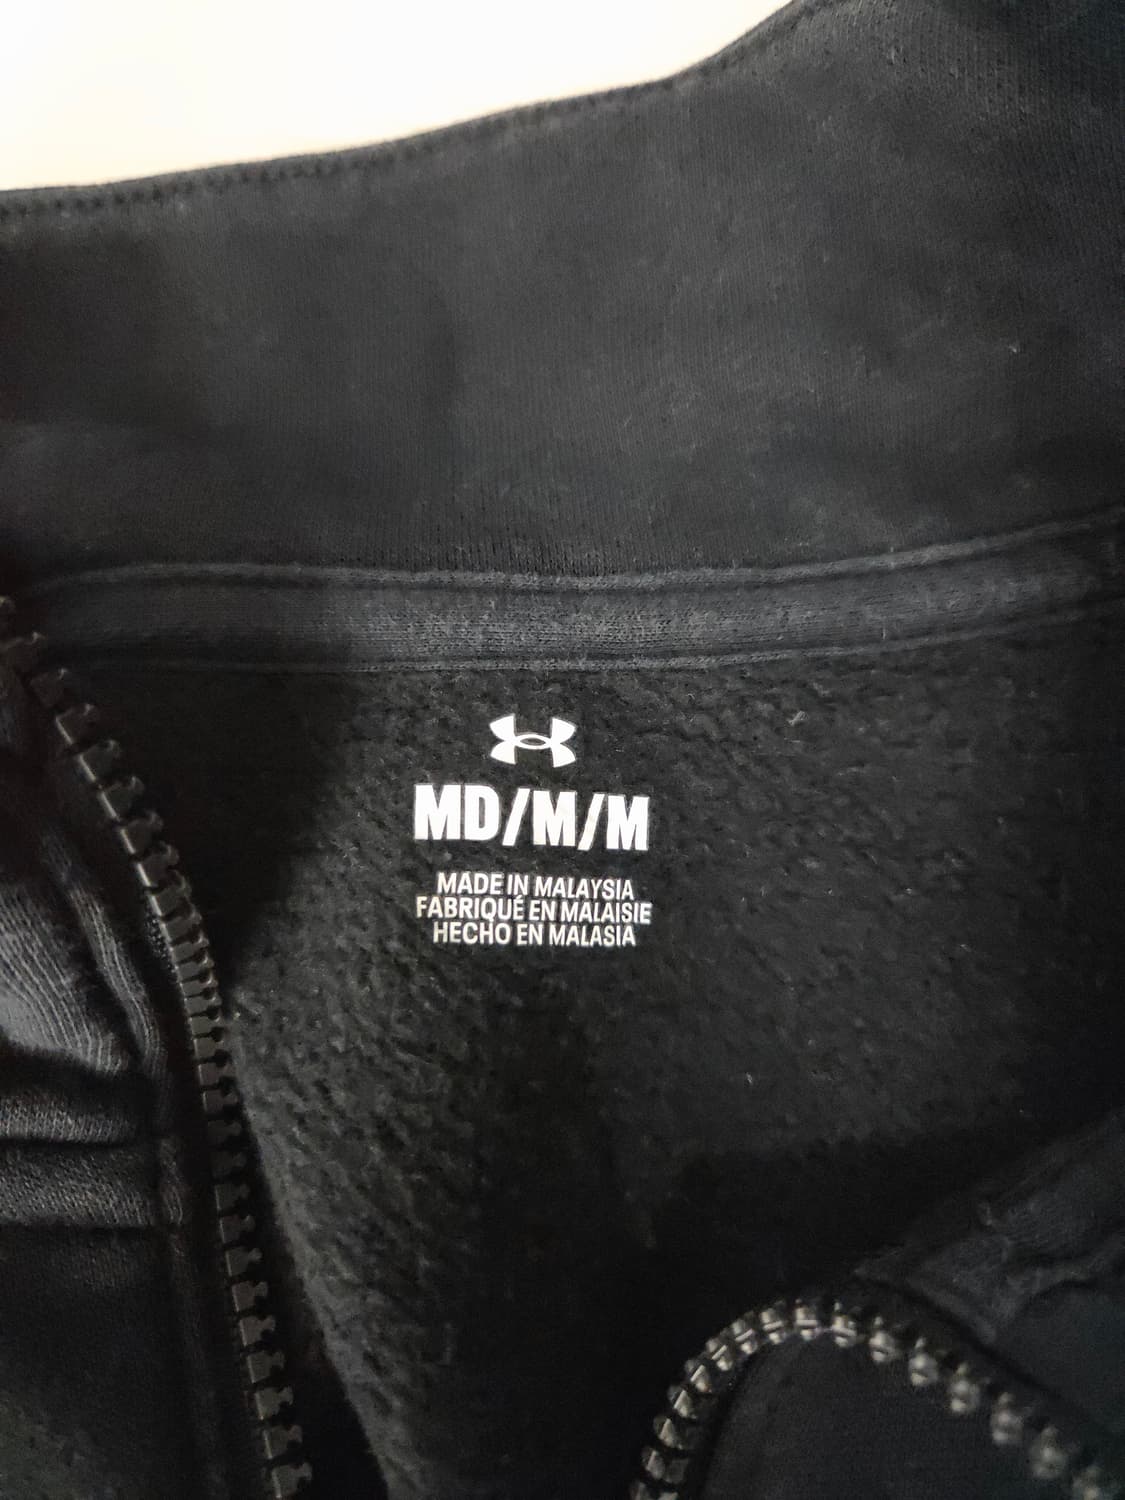 MD/M/M
MADE IN MALAYSIA
FABRIQUÉ EN MALAISIE
HECHO EN MALASIA